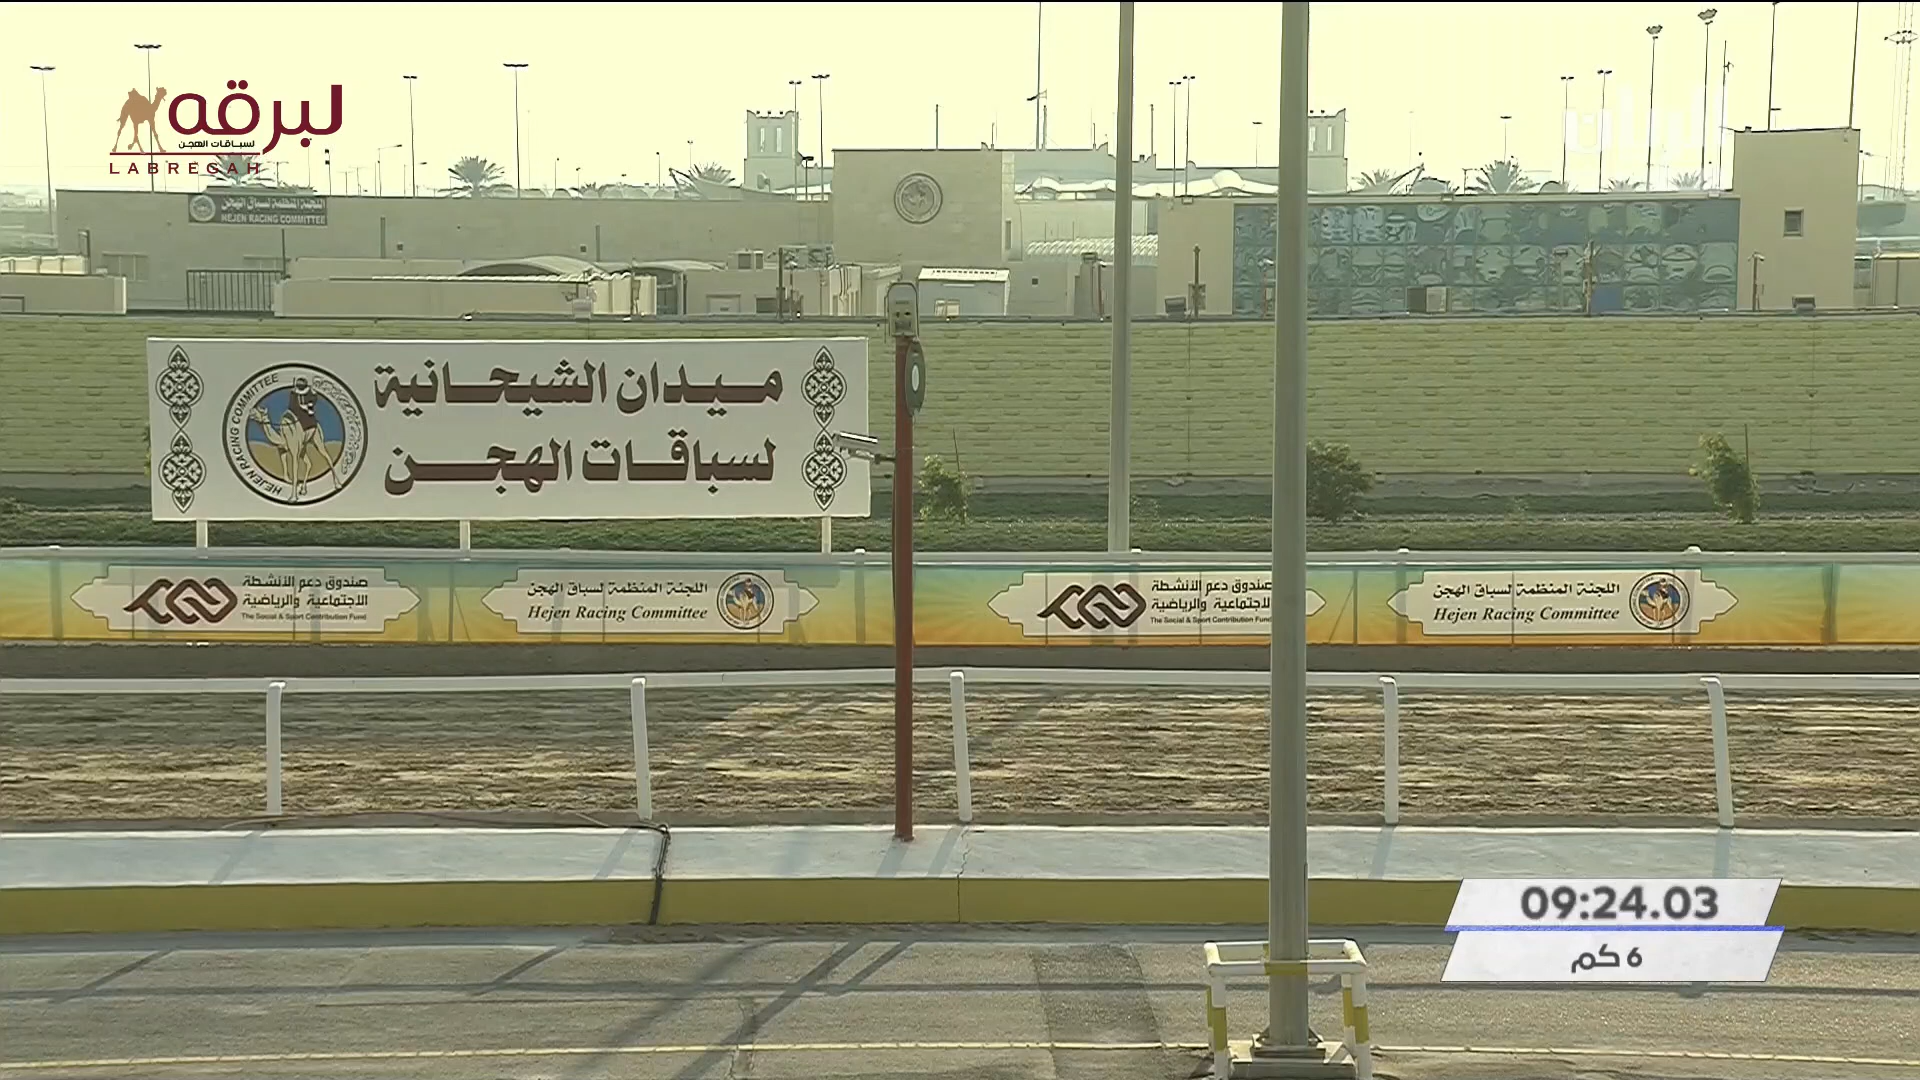 لبرقه
لسباقات الهجن
LABREGAH
الريان
اللجنة المنظمة لسباق الهجن
HEJEN RACING COMMITTEE
ميدان الشيحانية
لسباقات الهجن
HEJEN RACING COMMITTEE
صندوق دعم الأنشطة
الاجتماعية والرياضية
The Social & Sport Contribution Fund
اللجنة المنظمة لسباق الهجن
Hejen Racing Committee
صندوق دعم الأنشطة
الاجتماعية والرياضية
The Social & Sport Contribution Fund
اللجنة المنظمة لسباق الهجن
Hejen Racing Committee
09:24.03
6 كم